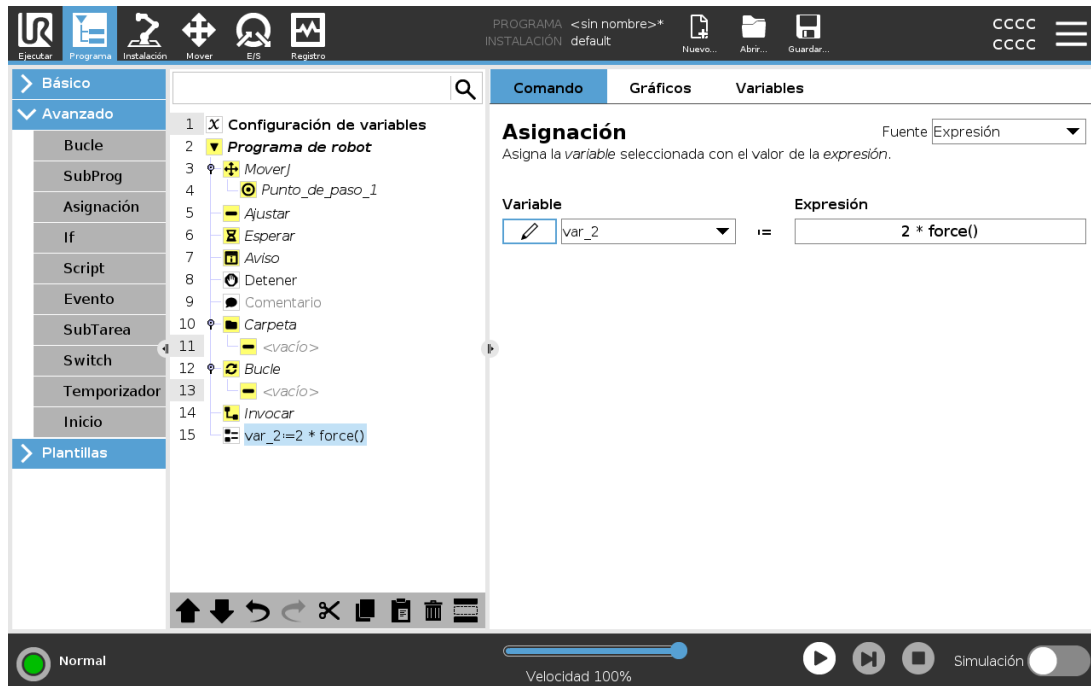 PROGRAMA <sin nombre>*
INSTALACIÓN default
CCCC
CCCC
Ejecutar Programa Instalación Mover E/S Registro Nuevo... Abrir... Guardar...
Básico
Avanzado
Bucle
SubProg
Asignación
If
Script
Evento
SubTarea
Switch
Temporizador
Inicio
Plantillas
1 X Configuración de variables
2 Programa de robot
3 MoverJ
4 Punto_de_paso_1
5 Ajustar
6 Esperar
7 Aviso
8 Detener
9 Comentario
10 Carpeta
11 <vacío>
12 Bucle
13 <vacío>
14 Invocar
15 var_2:=2 * force()
Comando Gráficos Variables
Asignación
Fuente Expresión
Asigna la variable seleccionada con el valor de la expresión.
Variable Expresión
var_2 := 2 * force()
Normal
Velocidad 100%
Simulación